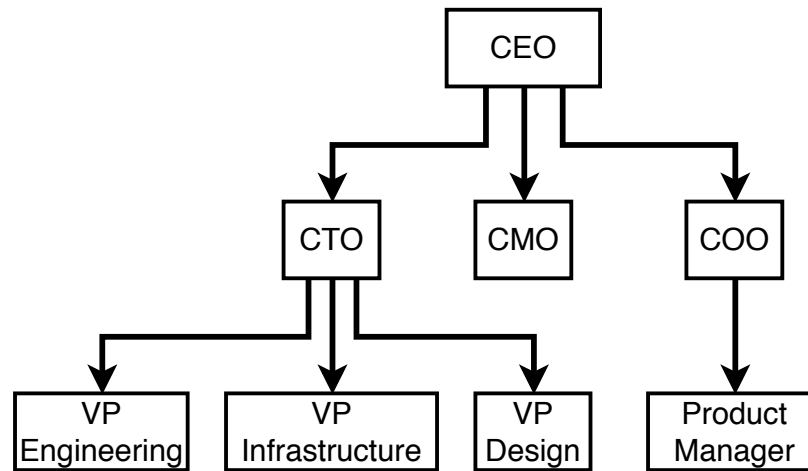 CEO
CTO
CMO
COO
VP
Engineering
VP
Infrastructure
VP
Design
Product
Manager